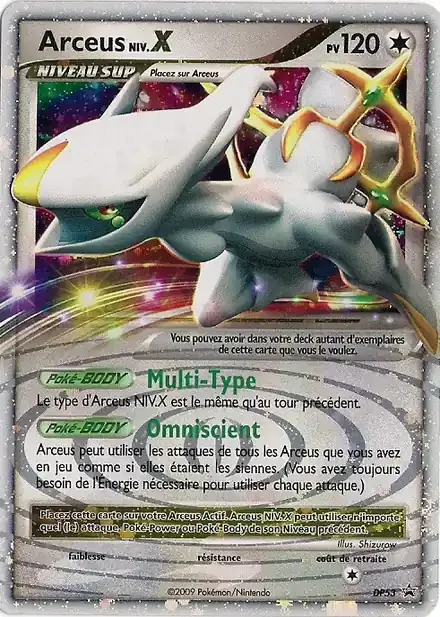 Arceus NIV.X PV 120
NIVEAU SUP Placez sur Arceus
Vous pouvez avoir dans votre deck autant d'exemplaires
de cette carte que vous le voulez.
Poké-BODY Multi-Type
Le type d'Arceus NIV.X est le même qu'au tour précédent.
Poké-BODY Omniscient
Arceus peut utiliser les attaques de tous les Arceus que vous avez
en jeu comme si elles étaient les siennes. (Vous avez toujours
besoin de l'Énergie nécessaire pour utiliser chaque attaque.)
Placez cette carte sur votre Arceus Actif. Arceus NIV.X peut utiliser n'importe
quel (le) attaque, Poké-Power ou Poké-Body de son Niveau précédent.
Illus. Shizurow
faiblesse résistance coût de retraite
©2009 Pokémon/Nintendo DP53